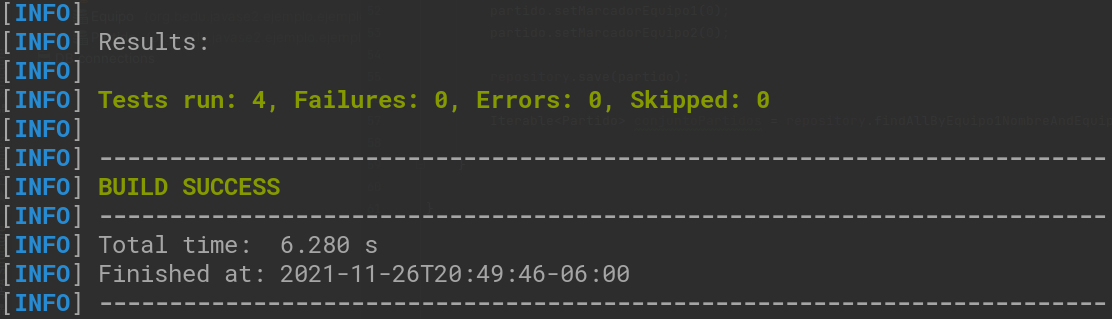 [INFO]
[INFO] Results:
[INFO]
[INFO] Tests run: 4, Failures: 0, Errors: 0, Skipped: 0
[INFO]
[INFO] ------------------------------------------------------------------------
[INFO] BUILD SUCCESS
[INFO] ------------------------------------------------------------------------
[INFO] Total time:  6.280 s
[INFO] Finished at: 2021-11-26T20:49:46-06:00
[INFO] ------------------------------------------------------------------------